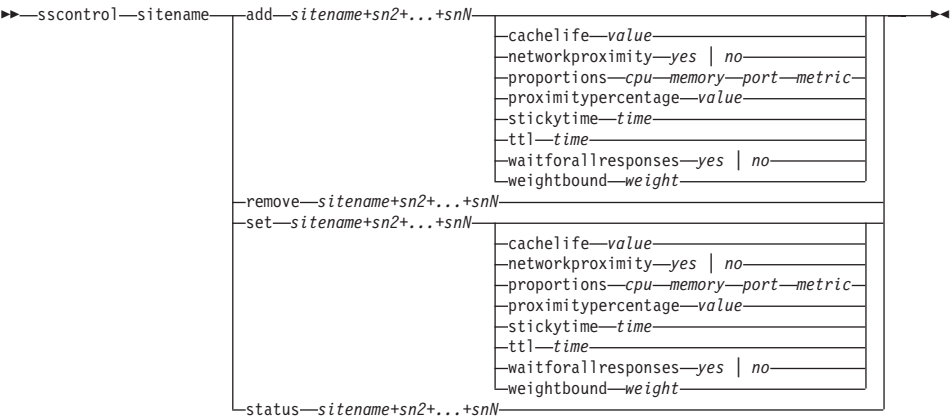 sscontrol sitename add sitename+sn2+...+snN
cachelife value
networkproximity yes | no
proportions cpu memory port metric
proximitypercentage value
stickytime time
ttl time
waitforallresponses yes | no
weightbound weight
remove sitename+sn2+...+snN
set sitename+sn2+...+snN
cachelife value
networkproximity yes | no
proportions cpu memory port metric
proximitypercentage value
stickytime time
ttl time
waitforallresponses yes | no
weightbound weight
status sitename+sn2+...+snN